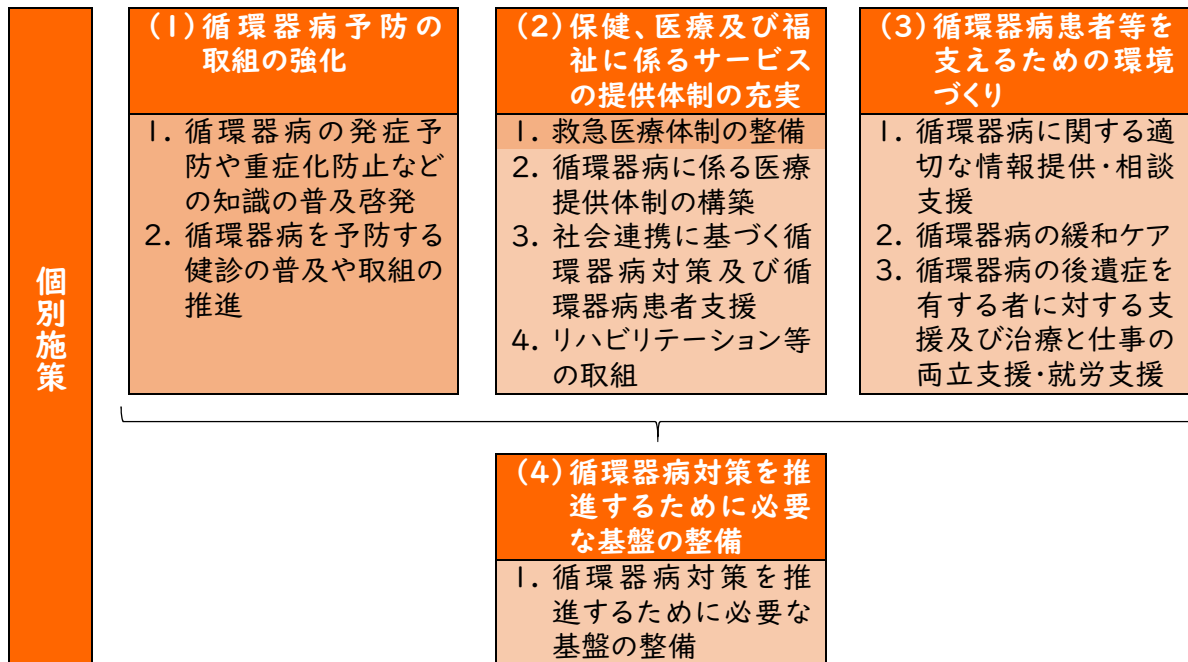 個別施策
(1)循環器病予防の
取組の強化
1. 循環器病の発症予
防や重症化防止など
の知識の普及啓発
2. 循環器病を予防する
健診の普及や取組の
推進
(2)保健、医療及び福
祉に係るサービス
の提供体制の充実
1. 救急医療体制の整備
2. 循環器病に係る医療
提供体制の構築
3. 社会連携に基づく循
環器病対策及び循
環器病患者支援
4. リハビリテーション等
の取組
(3)循環器病患者等を
支えるための環境
づくり
1. 循環器病に関する適
切な情報提供・相談
支援
2. 循環器病の緩和ケア
3. 循環器病の後遺症を
有する者に対する支
援及び治療と仕事の
両立支援・就労支援
(4)循環器病対策を推
進するために必要
な基盤の整備
1. 循環器病対策を推
進するために必要な
基盤の整備